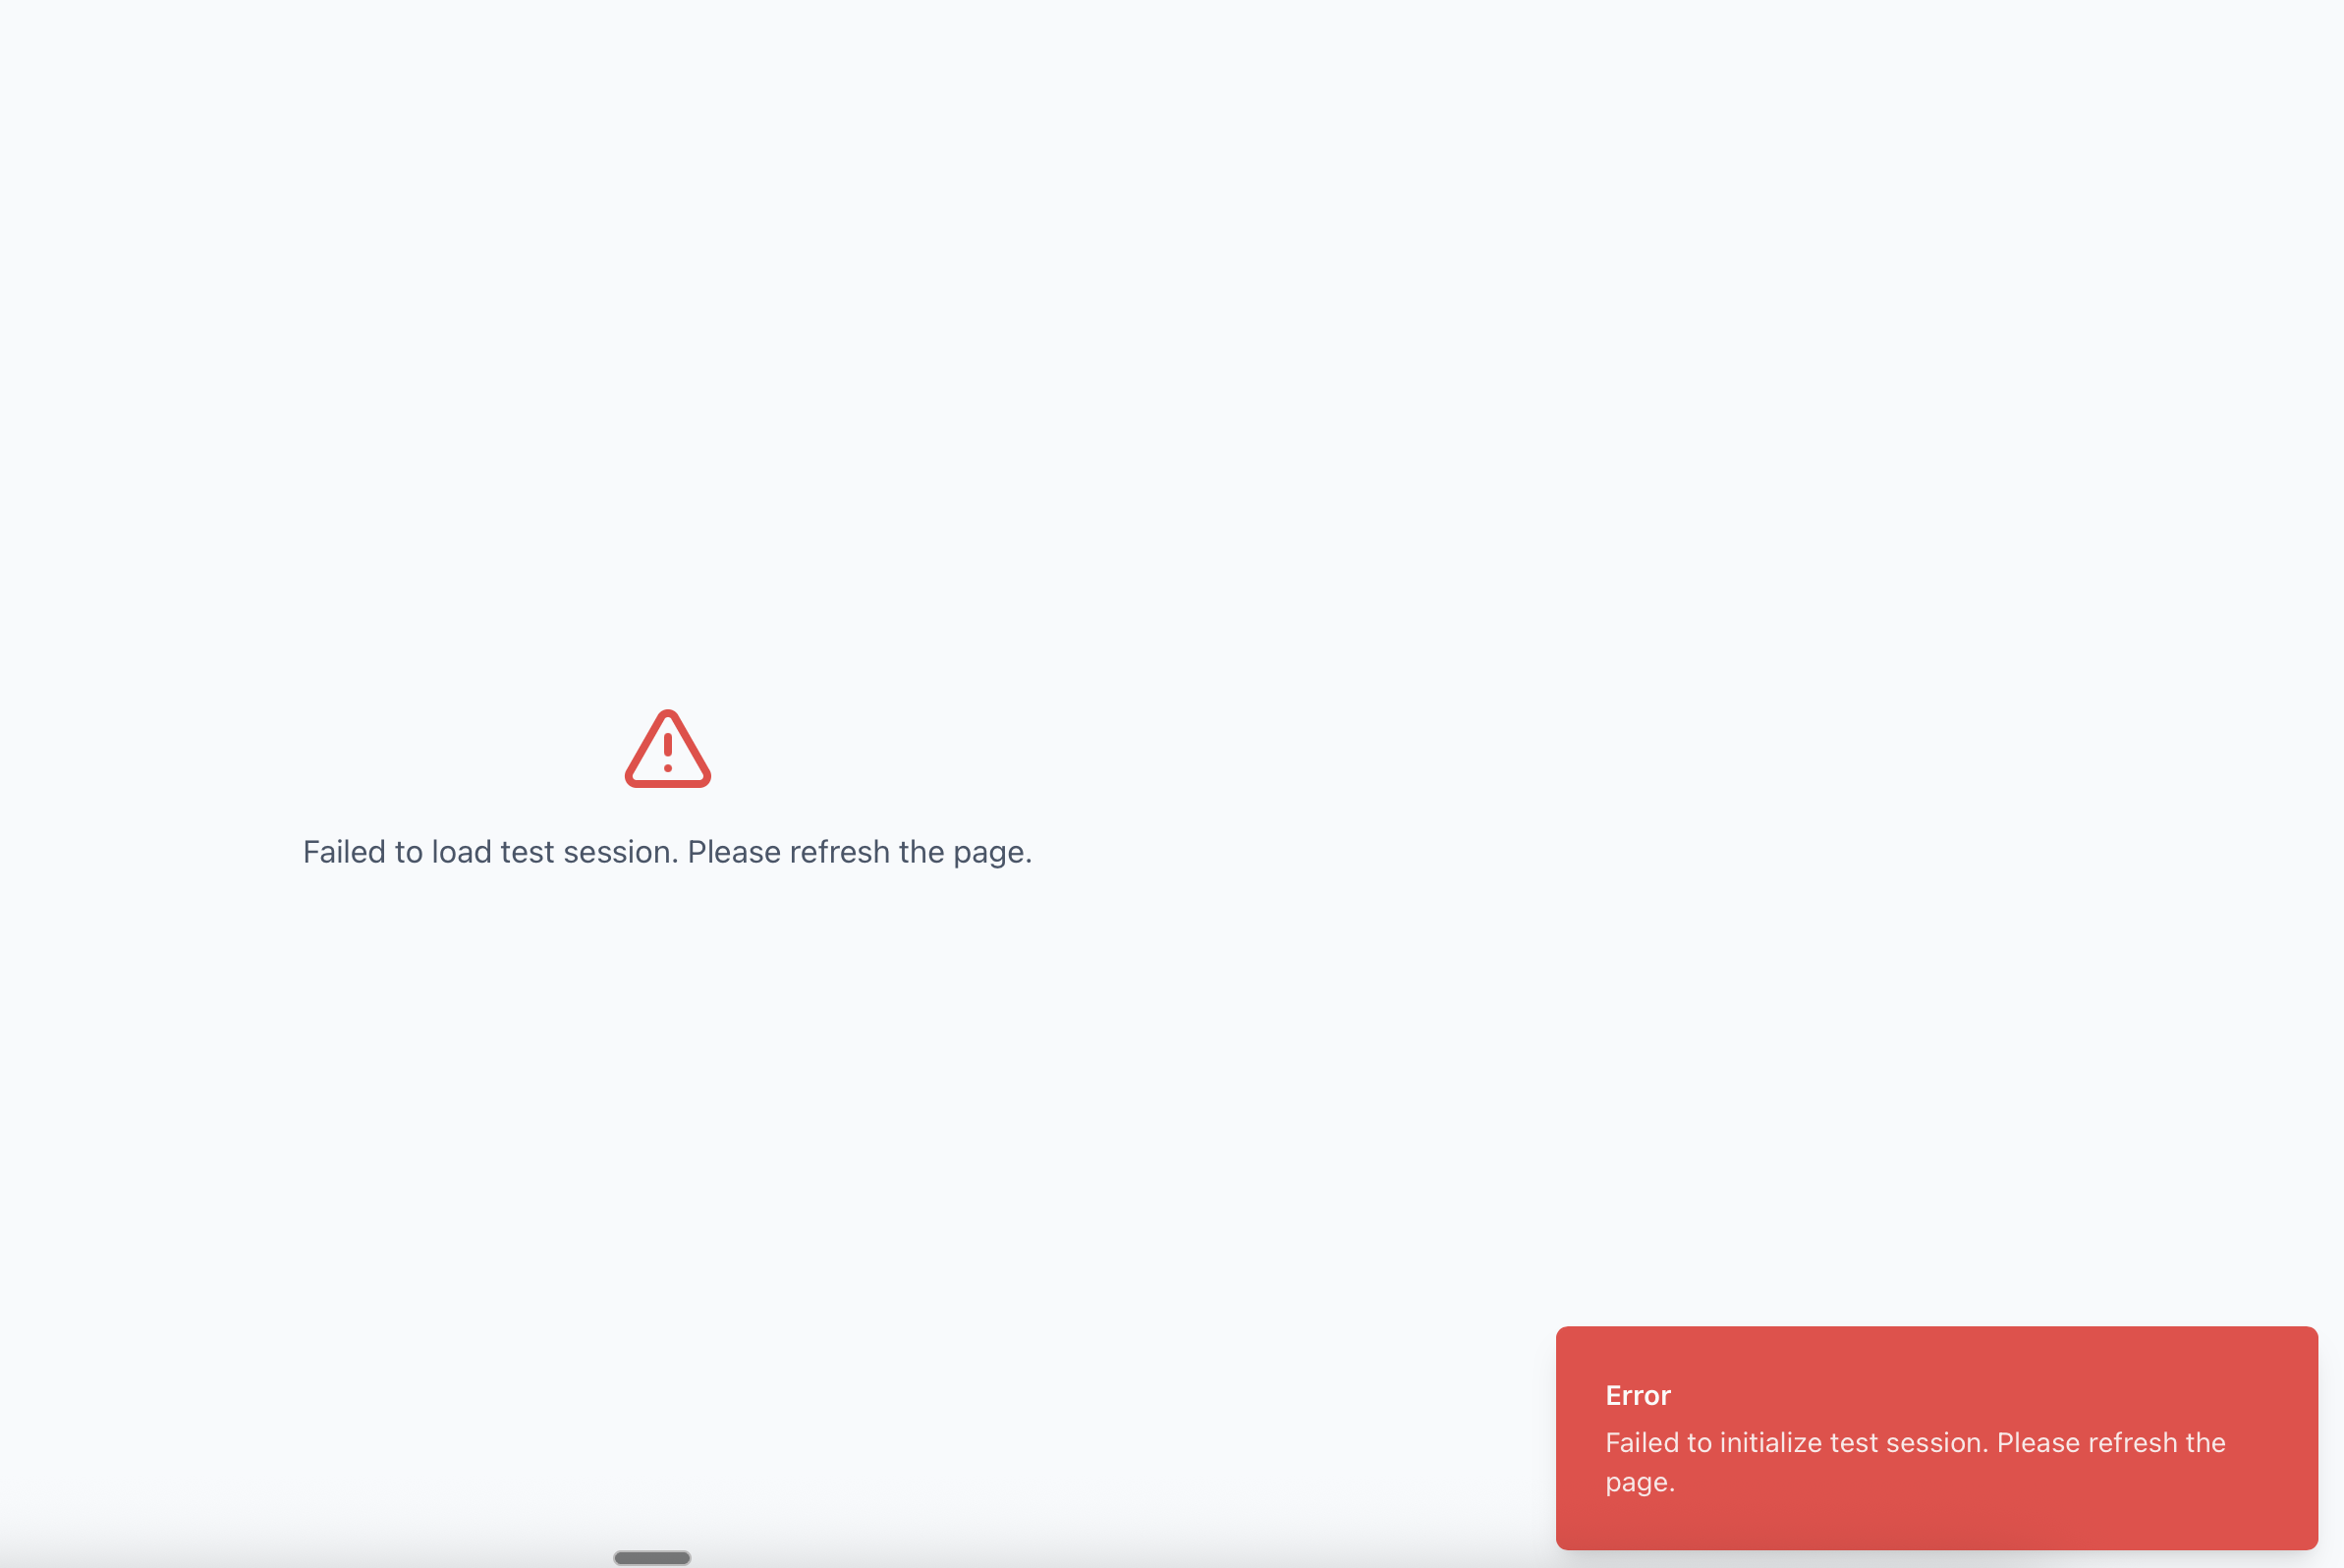 Failed to load test session. Please refresh the page.
Error
Failed to initialize test session. Please refresh the
page.